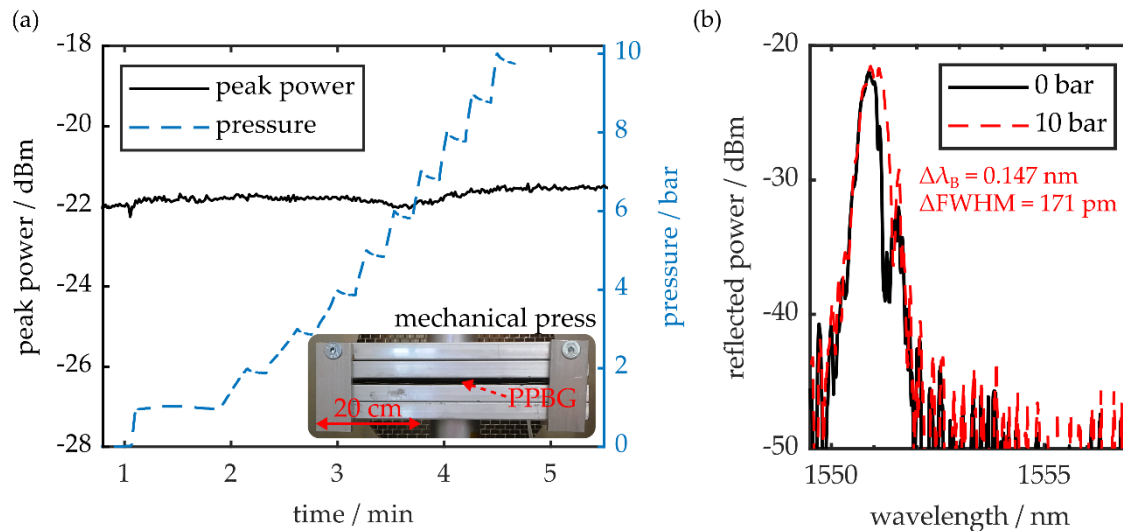 (a)
-18
-20
-22
-24
-26
-28
peak power / dBm
peak power
pressure
10
8
6
4
2
0
pressure / bar
mechanical press
PPBG
20 cm
1 2 3 4 5
time / min
(b)
-20
-30
-40
-50
reflected power / dBm
0 bar
10 bar
Δλ_B = 0.147 nm
ΔFWHM = 171 pm
1550 1555
wavelength / nm